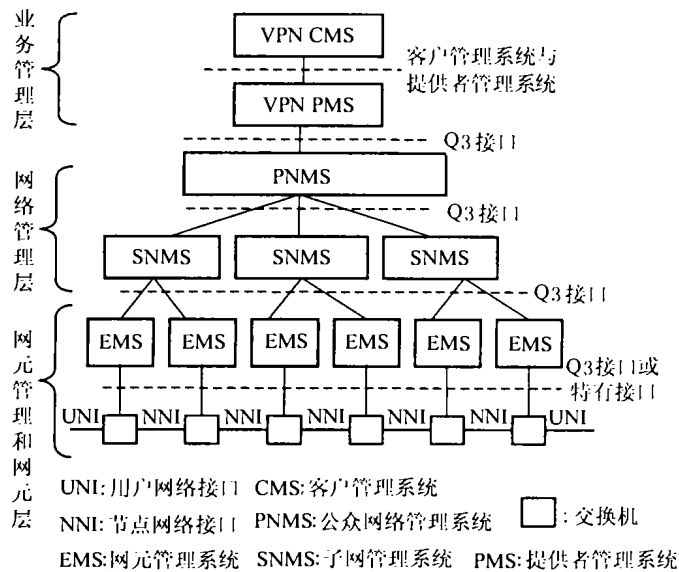 业务管理层
VPN CMS
客户管理系统与
提供者管理系统
VPN PMS
Q3接口
网络管理层
PNMS
Q3接口
SNMS SNMS SNMS
Q3接口
网元管理和网元层
EMS EMS EMS EMS EMS EMS
Q3接口或
特有接口
UNI NNI NNI NNI NNI NNI UNI
UNI:用户网络接口 CMS:客户管理系统
NNI:节点网络接口 PNMS:公众网络管理系统 :交换机
EMS:网元管理系统 SNMS:子网管理系统 PMS:提供者管理系统